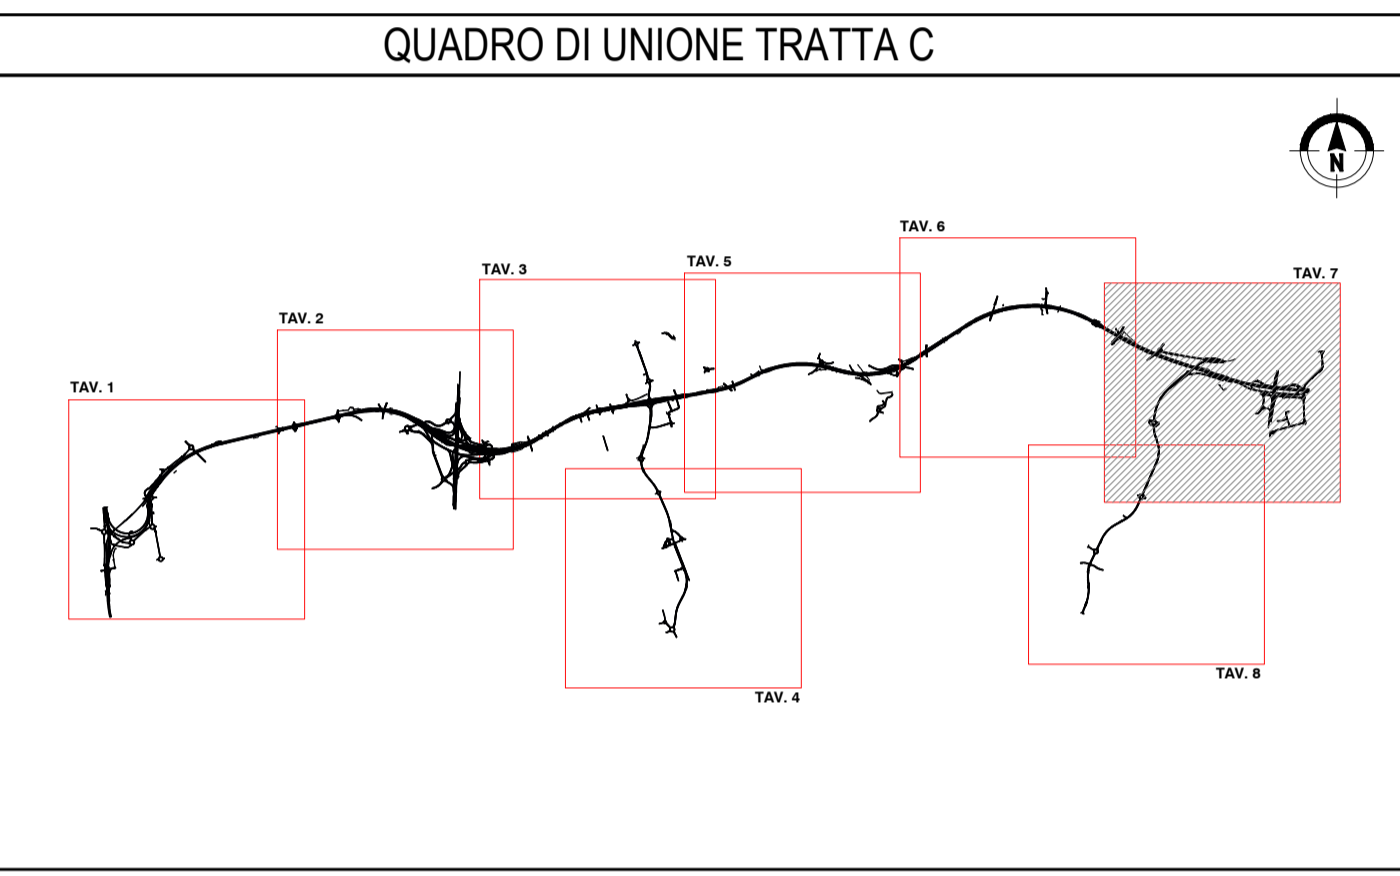 QUADRO DI UNIONE TRATTA C
N
TAV. 6
TAV. 5
TAV. 3
TAV. 7
TAV. 2
TAV. 1
TAV. 8
TAV. 4